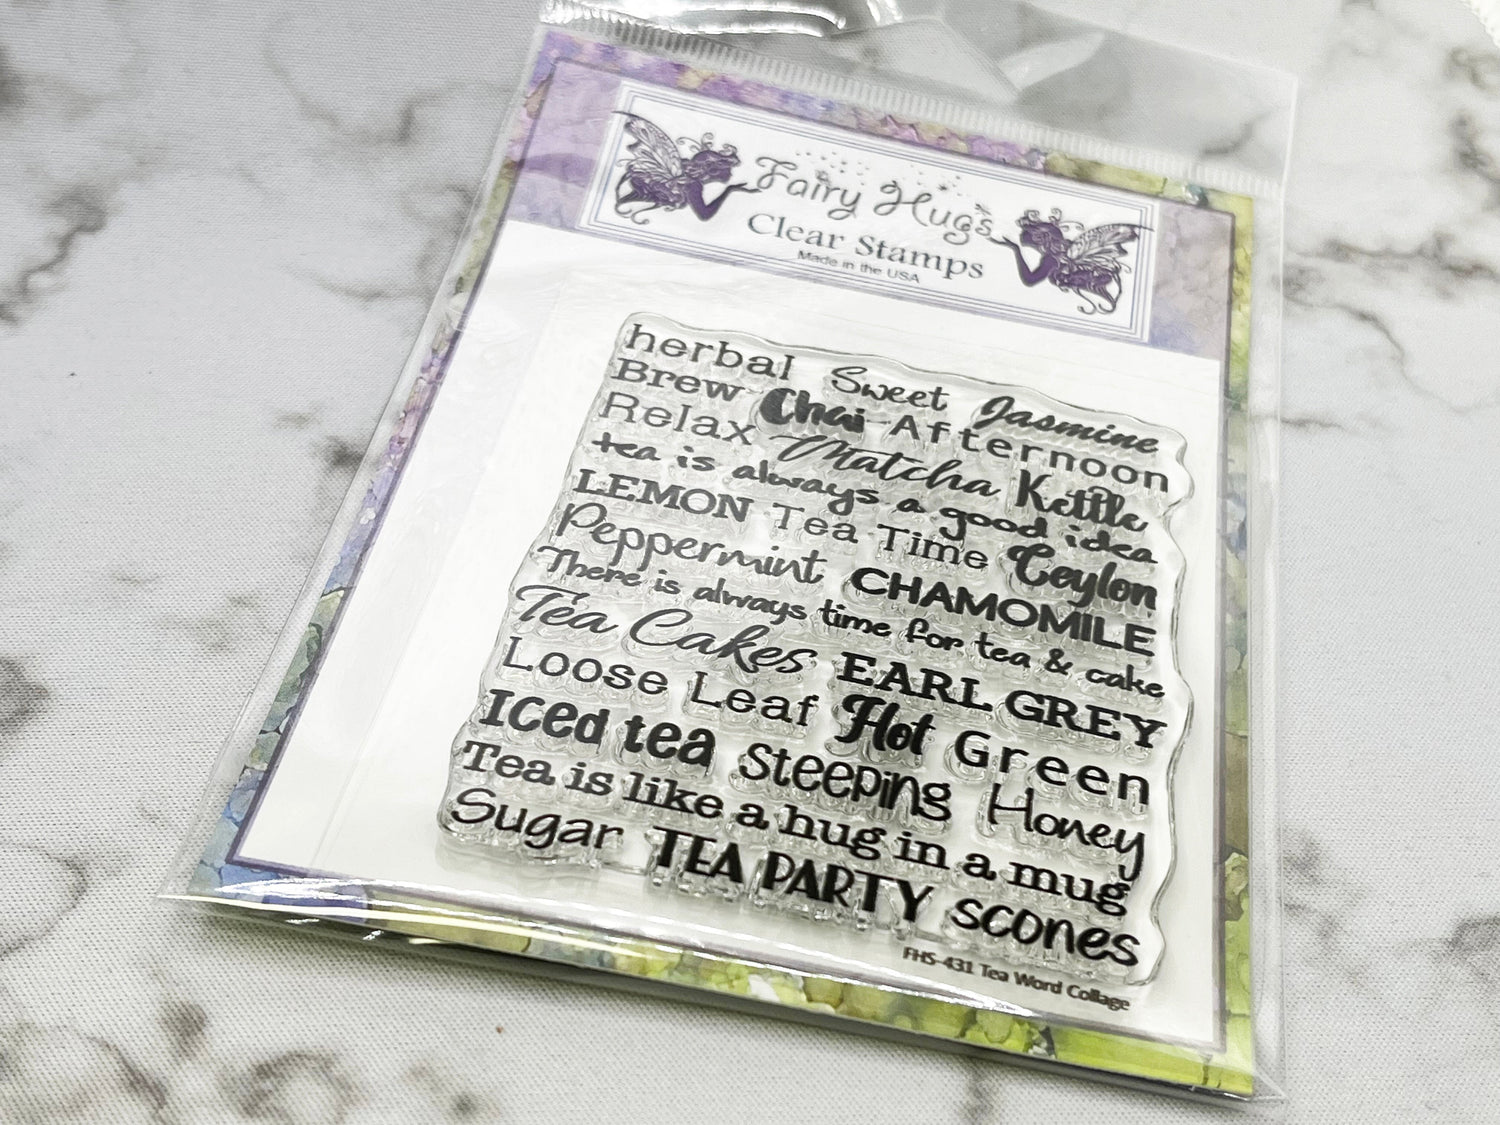 Fairy Hugs
Clear Stamps
Made in the USA
herbal Sweet Jasmine
Brew Chai Afternoon
Relax Matcha Kettle
tea is always a good idea
LEMON Tea Time Ceylon
Peppermint CHAMOMILE
There is always time for tea & cake
Tea Cakes EARL GREY
Loose Leaf Hot Green
Iced tea Steeping Honey
Tea is like a hug in a mug
Sugar TEA PARTY scones
FHS-431 Tea Word Collage